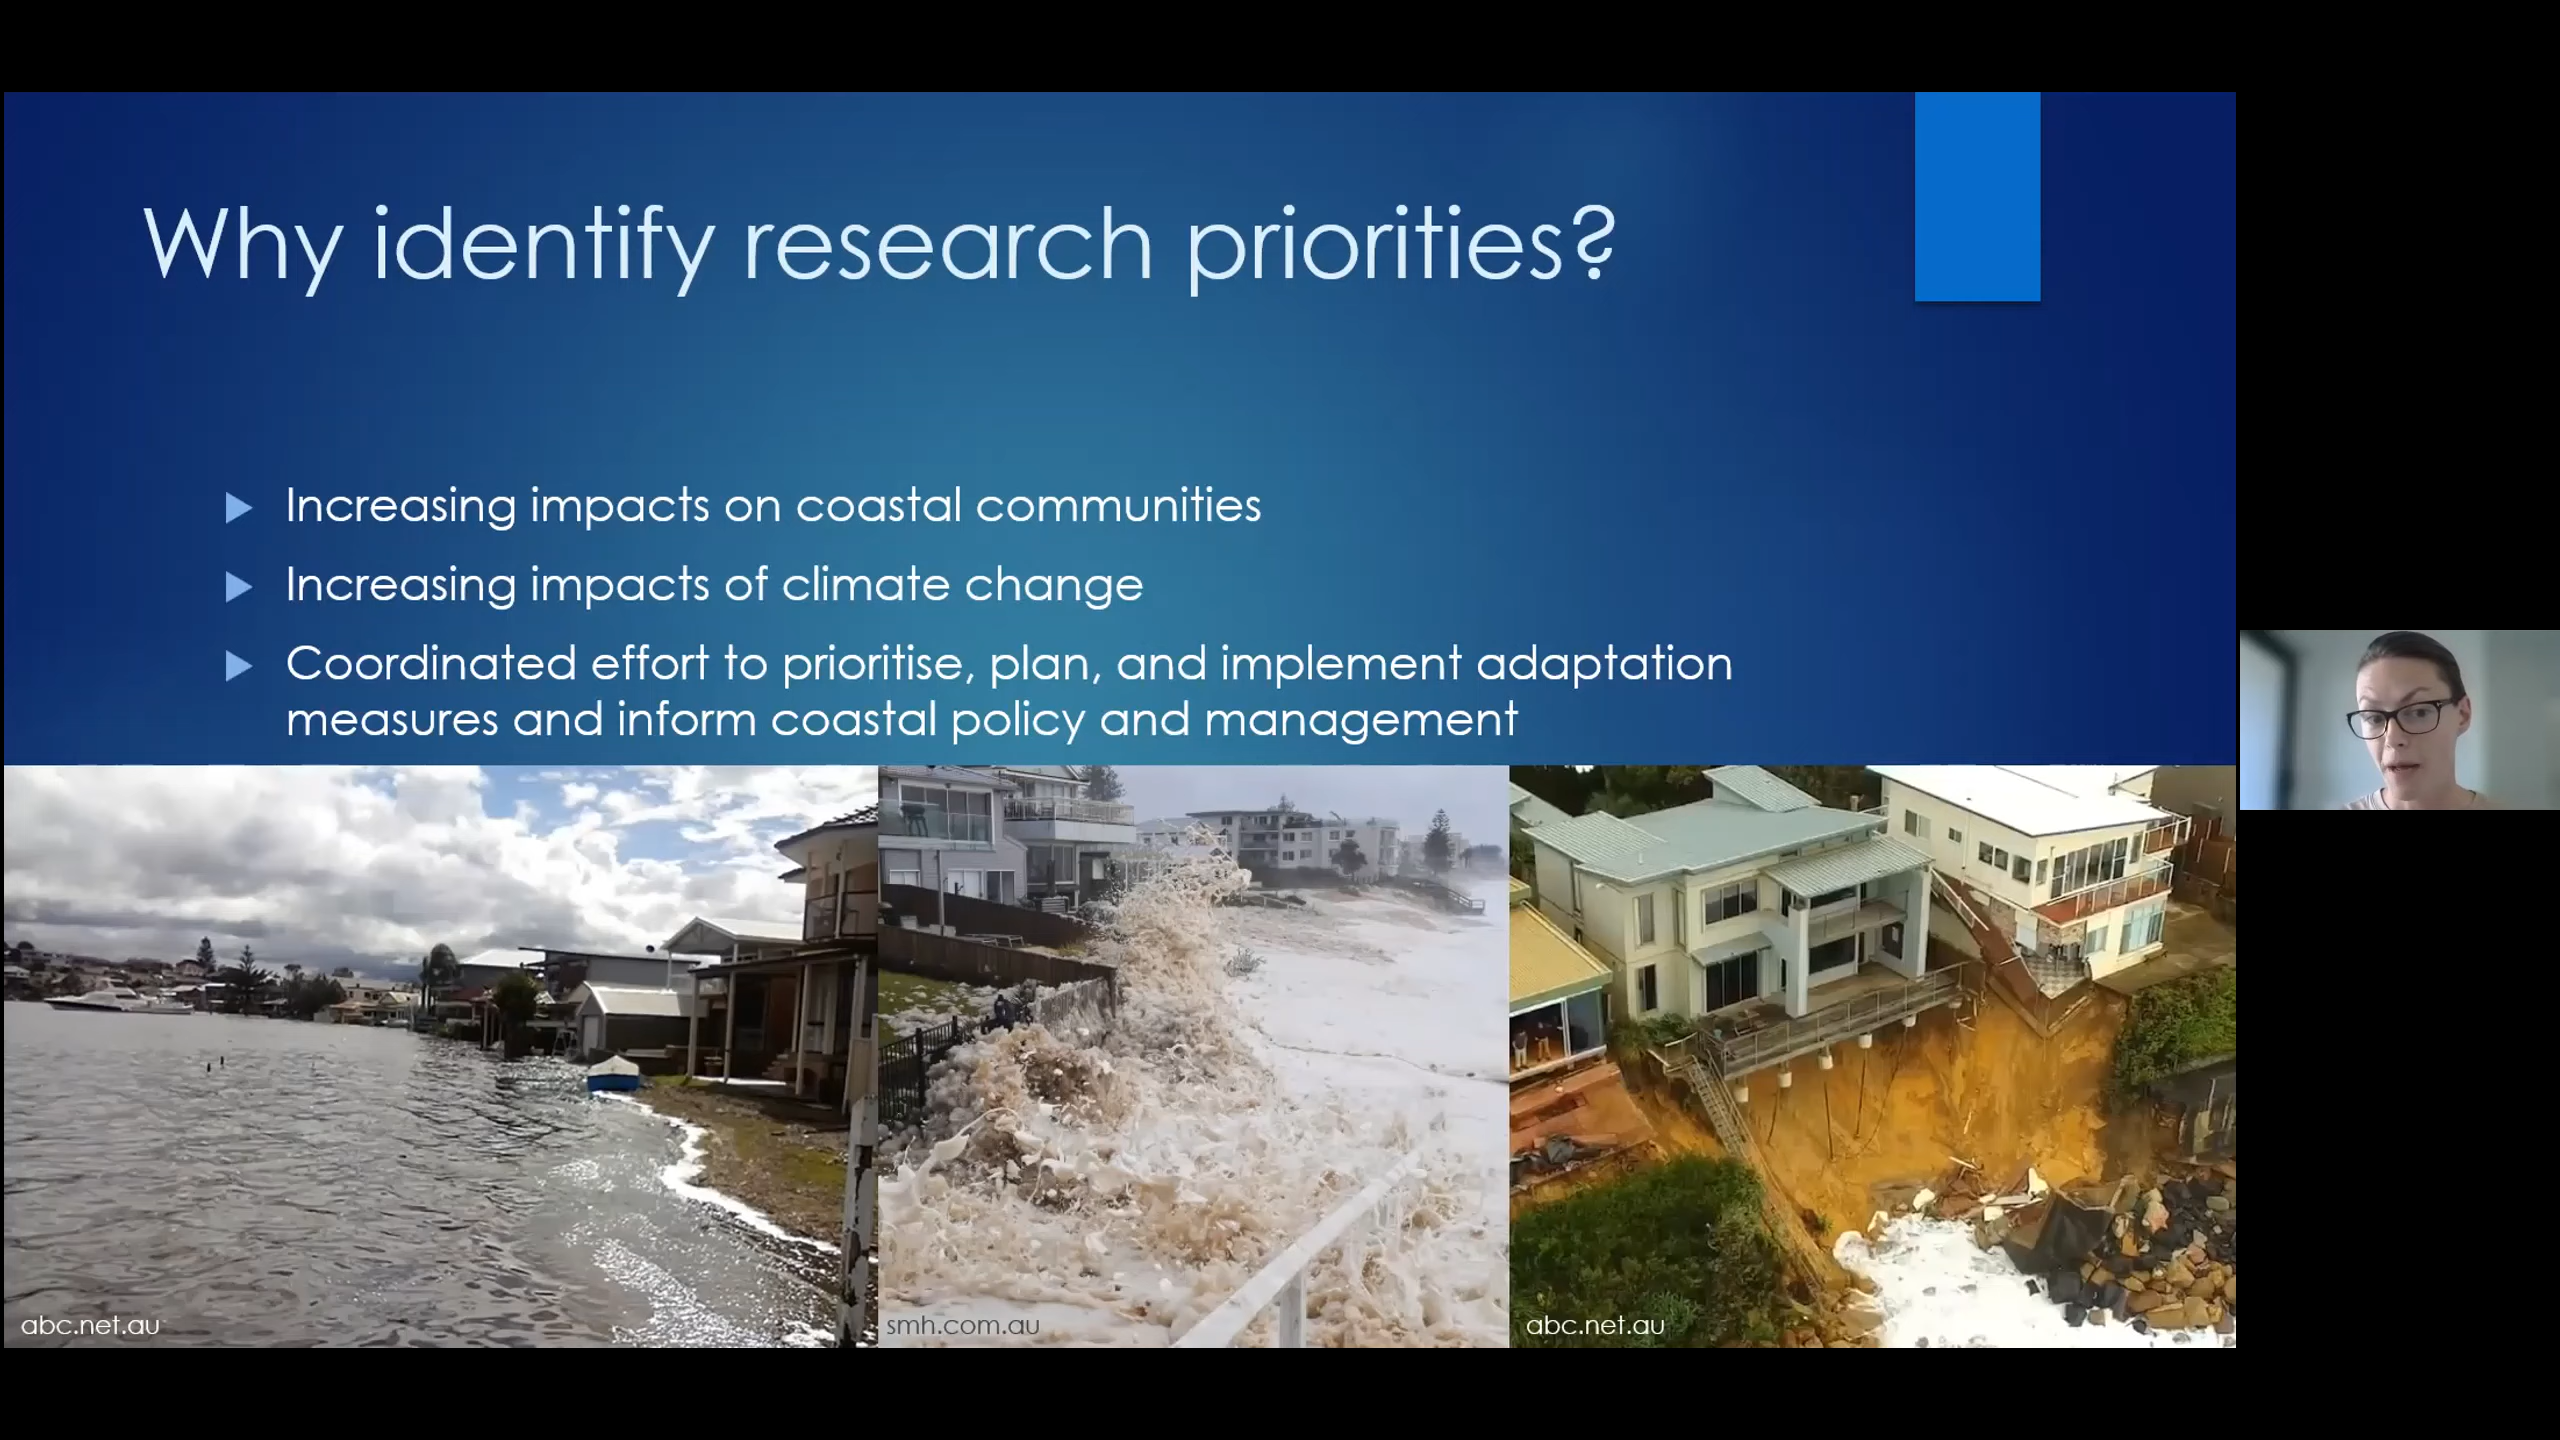 Why identify research priorities?
Increasing impacts on coastal communities
Increasing impacts of climate change
Coordinated effort to prioritise, plan, and implement adaptation
measures and inform coastal policy and management
abc.net.au
smh.com.au
abc.net.au